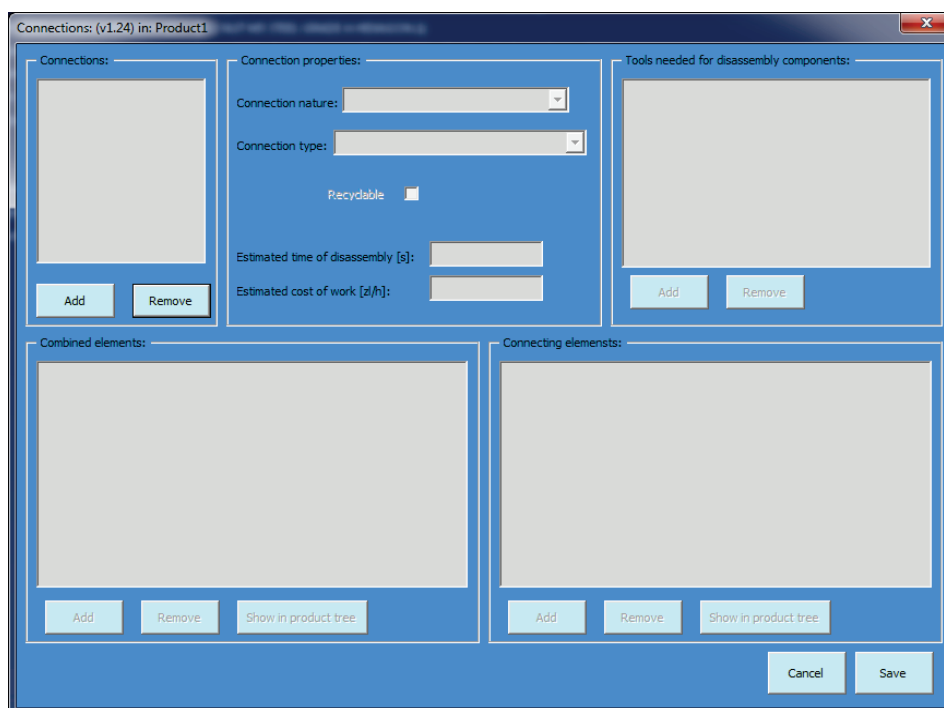 Connections: (v1.24) in: Product1
Connections:
Add
Remove
Connection properties:
Connection nature:
Connection type:
Recyclable
Estimated time of disassembly [s]:
Estimated cost of work [zl/h]:
Tools needed for disassembly components:
Add
Remove
Combined elements:
Add
Remove
Show in product tree
Connecting elemensts:
Add
Remove
Show in product tree
Cancel
Save